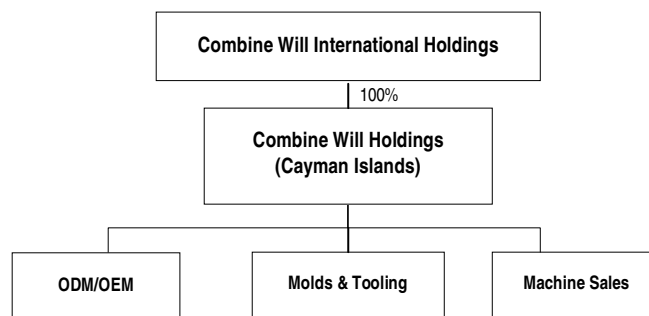 Combine Will International Holdings
100%
Combine Will Holdings
(Cayman Islands)
ODM/OEM
Molds & Tooling
Machine Sales